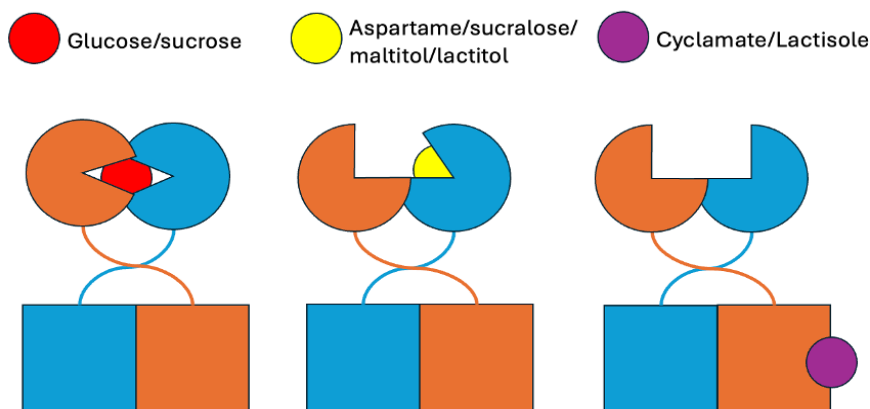 Glucose/sucrose
Aspartame/sucralose/
maltitol/lactitol
Cyclamate/Lactisole